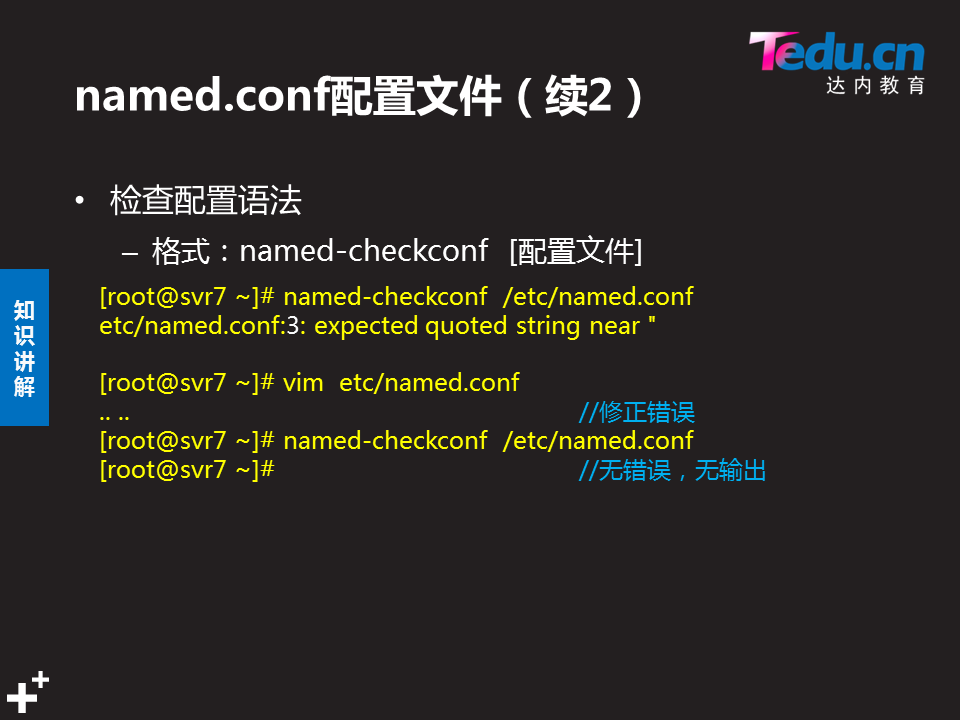 Tedu.cn
达内教育
named.conf配置文件（续2）
• 检查配置语法
– 格式：named-checkconf [配置文件]
知识讲解
[root@svr7 ~]# named-checkconf /etc/named.conf
etc/named.conf:3: expected quoted string near "
[root@svr7 ~]# vim etc/named.conf
.. .. //修正错误
[root@svr7 ~]# named-checkconf /etc/named.conf
[root@svr7 ~]# //无错误，无输出